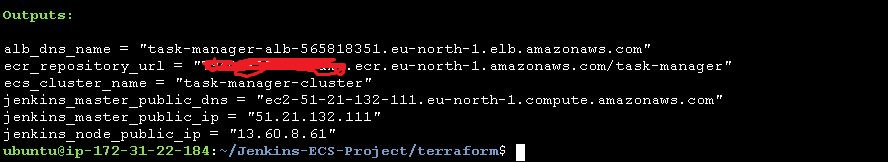 Outputs:
alb_dns_name = "task-manager-alb-565818351.eu-north-1.elb.amazonaws.com"
ecr_repository_url = ".ecr.eu-north-1.amazonaws.com/task-manager"
ecs_cluster_name = "task-manager-cluster"
jenkins_master_public_dns = "ec2-51-21-132-111.eu-north-1.compute.amazonaws.com"
jenkins_master_public_ip = "51.21.132.111"
jenkins_node_public_ip = "13.60.8.61"
ubuntu@ip-172-31-22-184:~/Jenkins-ECS-Project/terraform$